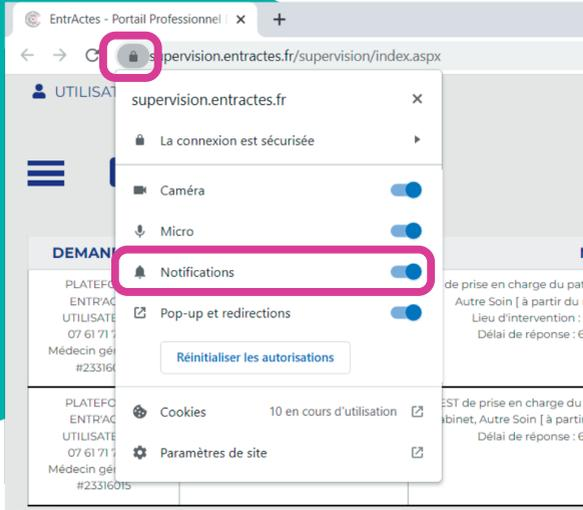 EntrActes - Portail Professionnel
supervision.entractes.fr/supervision/index.aspx
UTILISAT
supervision.entractes.fr
La connexion est sécurisée
Caméra
Micro
Notifications
Pop-up et redirections
Réinitialiser les autorisations
Cookies 10 en cours d'utilisation
Paramètres de site
DEMAN
PLATEFO
ENTR'AC
UTILISATE
07 61 71 7
Médecin gén
#23316
de prise en charge du pat
Autre Soin [ à partir du
Lieu d'intervention :
Délai de réponse : 6
PLATEFO
ENTR'AC
UTILISATE
07 61 71 7
Médecin gén
#23316015
EST de prise en charge du
abinet, Autre Soin [ à parti
Délai de réponse : 6